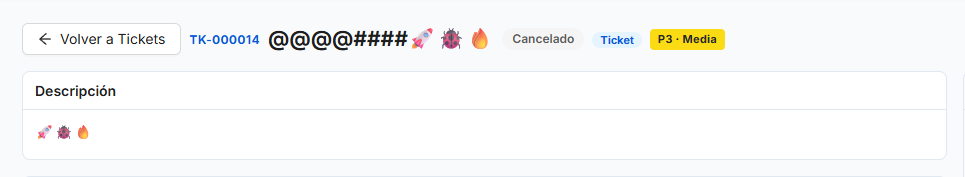 ← Volver a Tickets TK-000014 @@@@####🚀🐞🔥 Cancelado Ticket P3 · Media
Descripción
🚀🐞🔥